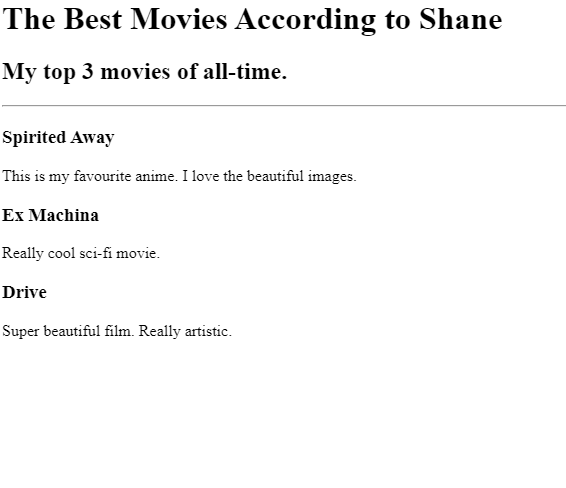 The Best Movies According to Shane
My top 3 movies of all-time.
Spirited Away
This is my favourite anime. I love the beautiful images.
Ex Machina
Really cool sci-fi movie.
Drive
Super beautiful film. Really artistic.